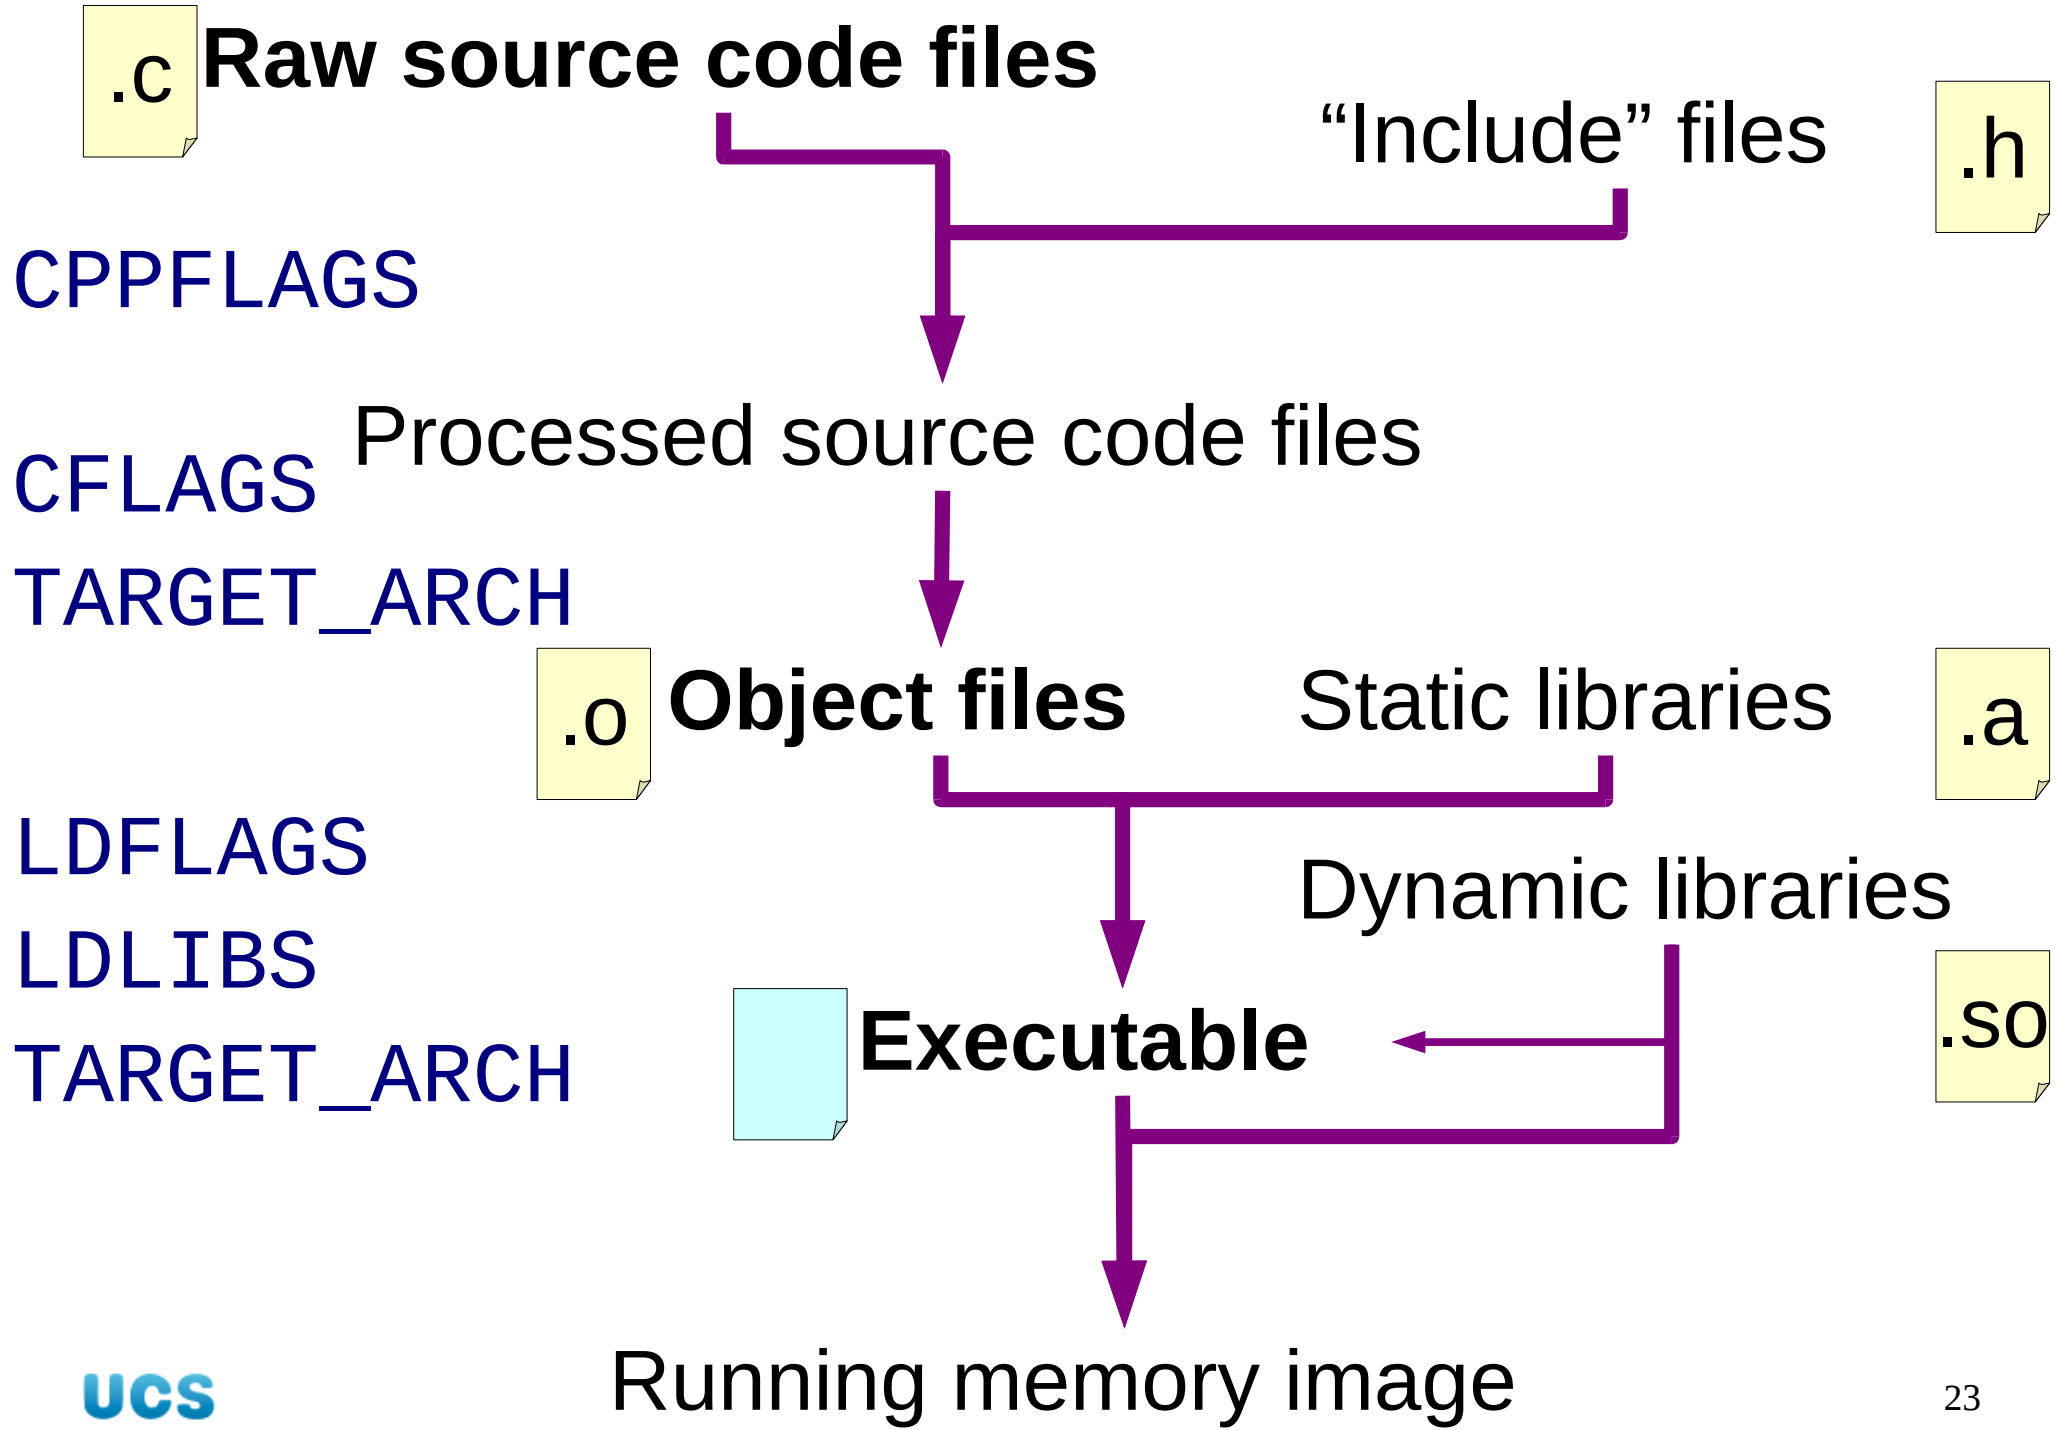 .c
Raw source code files
“Include” files
.h
CPPFLAGS
Processed source code files
CFLAGS
TARGET_ARCH
.o
Object files
Static libraries
.a
LDFLAGS
Dynamic libraries
LDLIBS
.so
Executable
TARGET_ARCH
Running memory image
UCS
23